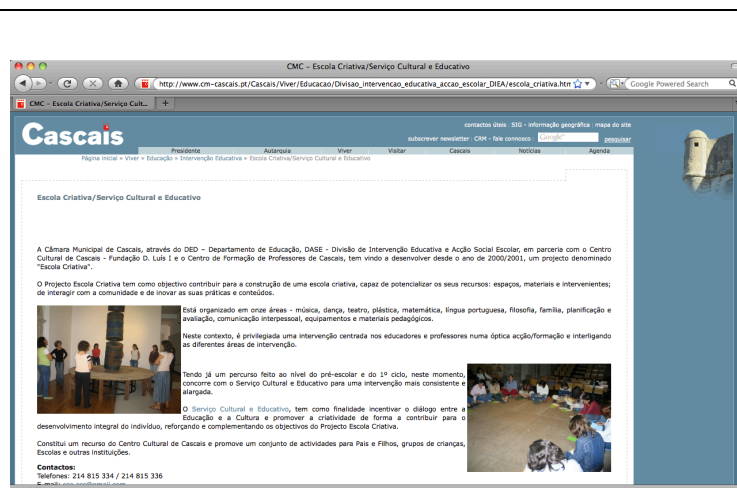 CMC – Escola Criativa/Serviço Cultural e Educativo
http://www.cm-cascais.pt/Cascais/Viver/Educacao/Divisao_intervencao_educativa_accao_escolar_DIEA/escola_criativa.htm
Google Powered Search
CMC – Escola Criativa/Serviço Cult...
contactos úteis | SIG - informação geográfica | mapa do site
Cascais
subscrever newsletter | CRM - fale connosco Google™ pesquisar
Presidente Autarquia Viver Visitar Cascais Notícias Agenda
Página inicial » Viver » Educação » Intervenção Educativa » Escola Criativa/Serviço Cultural e Educativo
Escola Criativa/Serviço Cultural e Educativo
A Câmara Municipal de Cascais, através do DED – Departamento de Educação, DASE - Divisão de Intervenção Educativa e Acção Social Escolar, em parceria com o Centro
Cultural de Cascais - Fundação D. Luís I e o Centro de Formação de Professores de Cascais, tem vindo a desenvolver desde o ano de 2000/2001, um projecto denominado
"Escola Criativa".
O Projecto Escola Criativa tem como objectivo contribuir para a construção de uma escola criativa, capaz de potencializar os seus recursos: espaços, materiais e intervenientes;
de interagir com a comunidade e de inovar as suas práticas e conteúdos.
Está organizado em onze áreas - música, dança, teatro, plástica, matemática, língua portuguesa, filosofia, família, planificação e
avaliação, comunicação interpessoal, equipamentos e materiais pedagógicos.
Neste contexto, é privilegiada uma intervenção centrada nos educadores e professores numa óptica acção/formação e interligando
as diferentes áreas de intervenção.
Tendo já um percurso feito ao nível do pré-escolar e do 1º ciclo, neste momento,
concorre com o Serviço Cultural e Educativo para uma intervenção mais consistente e
alargada.
O Serviço Cultural e Educativo, tem como finalidade incentivar o diálogo entre a
Educação e a Cultura e promover a criatividade de forma a contribuir para o
desenvolvimento integral do indivíduo, reforçando e complementando os objectivos do Projecto Escola Criativa.
Constitui um recurso do Centro Cultural de Cascais e promove um conjunto de actividades para Pais e Filhos, grupos de crianças,
Escolas e outras instituições.
Contactos:
Telefones: 214 815 334 / 214 815 336